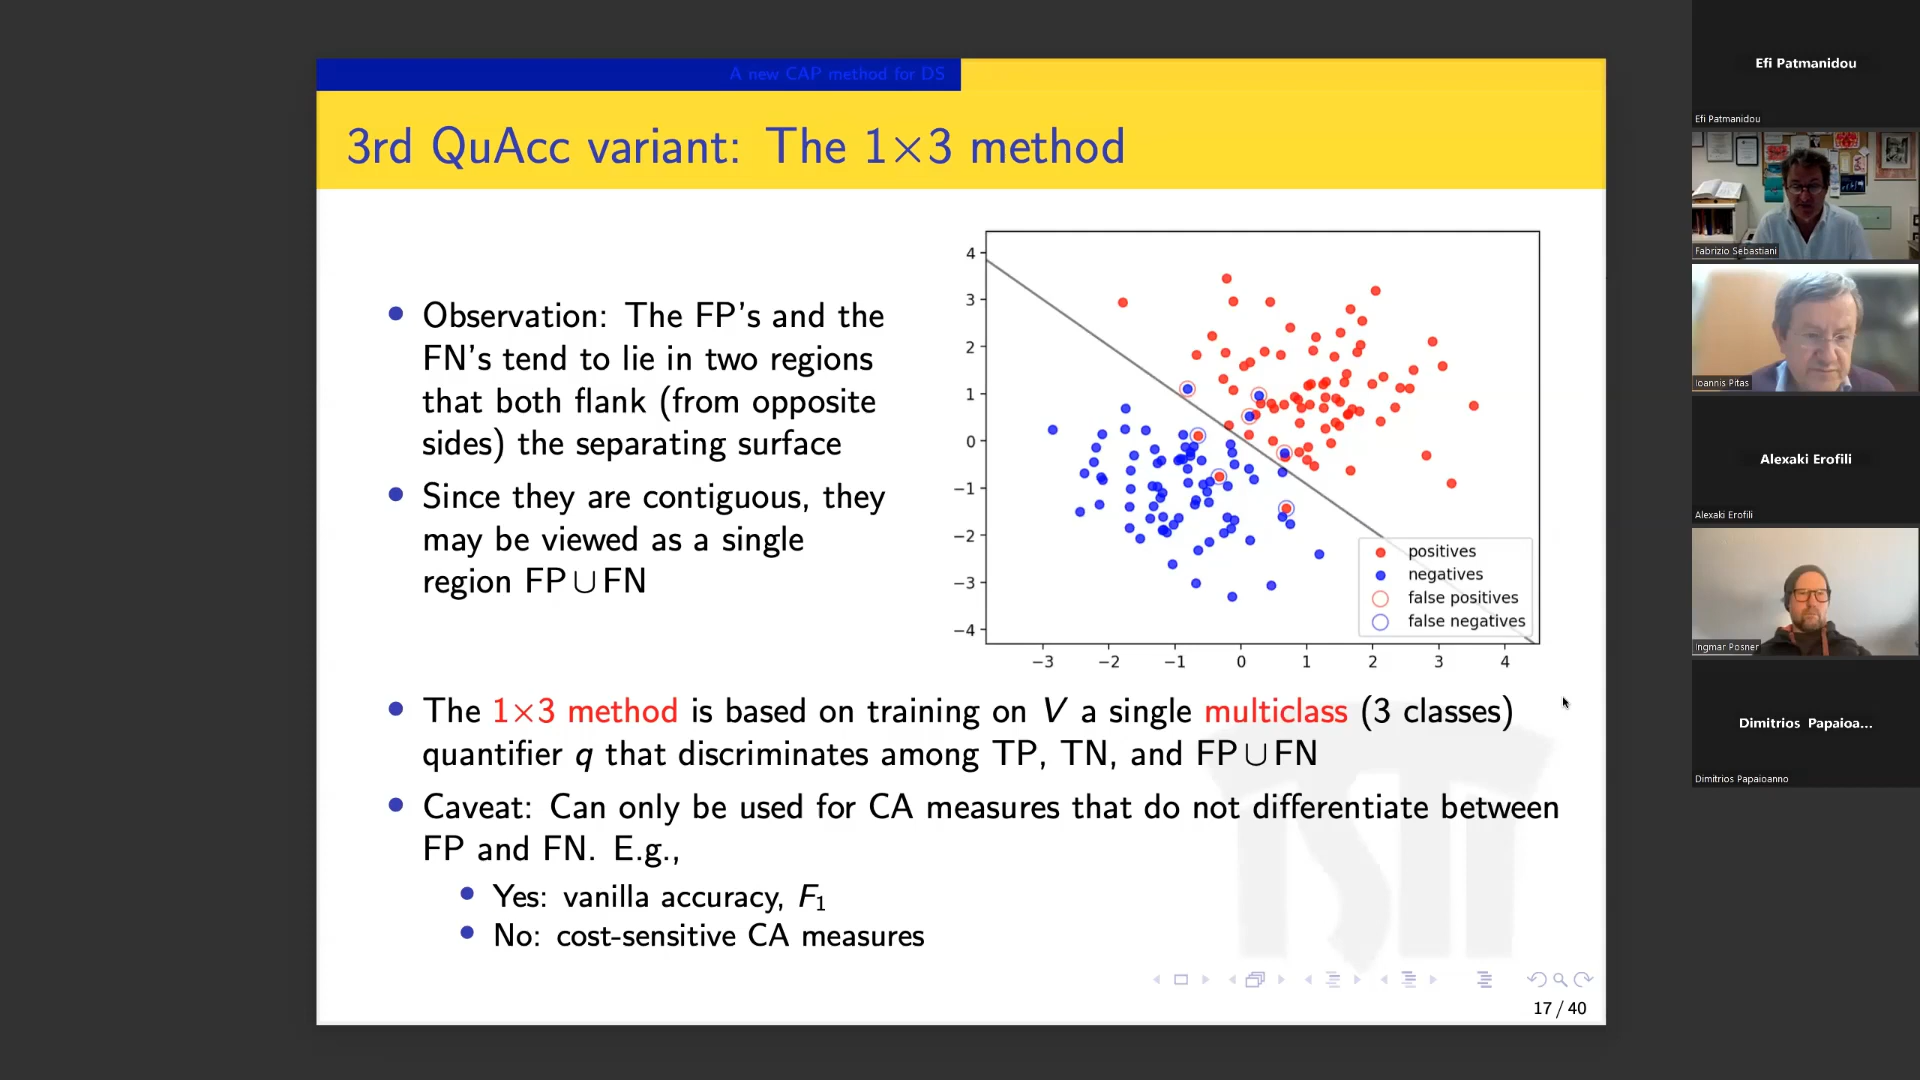 A new CAP method for DS
3rd QuAcc variant: The 1×3 method
Observation: The FP's and the
FN's tend to lie in two regions
that both flank (from opposite
sides) the separating surface
Since they are contiguous, they
may be viewed as a single
region FP∪FN
4
3
2
1
0
−1
−2
−3
−4
−3 −2 −1 0 1 2 3 4
positives
negatives
false positives
false negatives
The 1×3 method is based on training on V a single multiclass (3 classes)
quantifier q that discriminates among TP, TN, and FP∪FN
Caveat: Can only be used for CA measures that do not differentiate between
FP and FN. E.g.,
Yes: vanilla accuracy, F₁
No: cost-sensitive CA measures
17 / 40
Efi Patmanidou
Efi Patmanidou
Fabrizio Sebastiani
Ioannis Pitas
Alexaki Erofili
Alexaki Erofili
Ingmar Posner
Dimitrios Papaioa...
Dimitrios Papaioanno